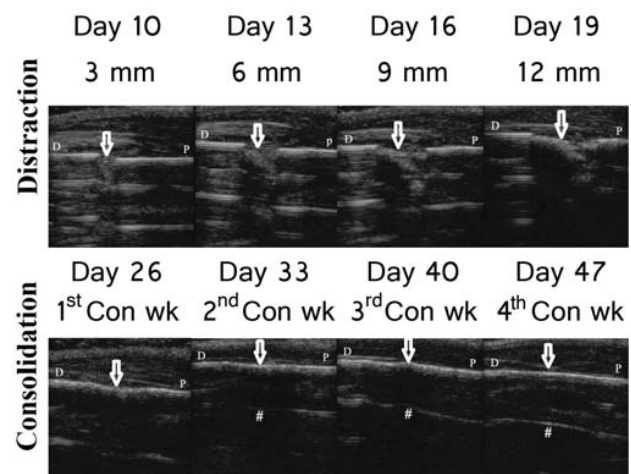 Day 10 Day 13 Day 16 Day 19
3 mm 6 mm 9 mm 12 mm
Distraction
D P D P D P D P
Day 26 Day 33 Day 40 Day 47
1st Con wk 2nd Con wk 3rd Con wk 4th Con wk
Consolidation
D P D P D P D P
# # #